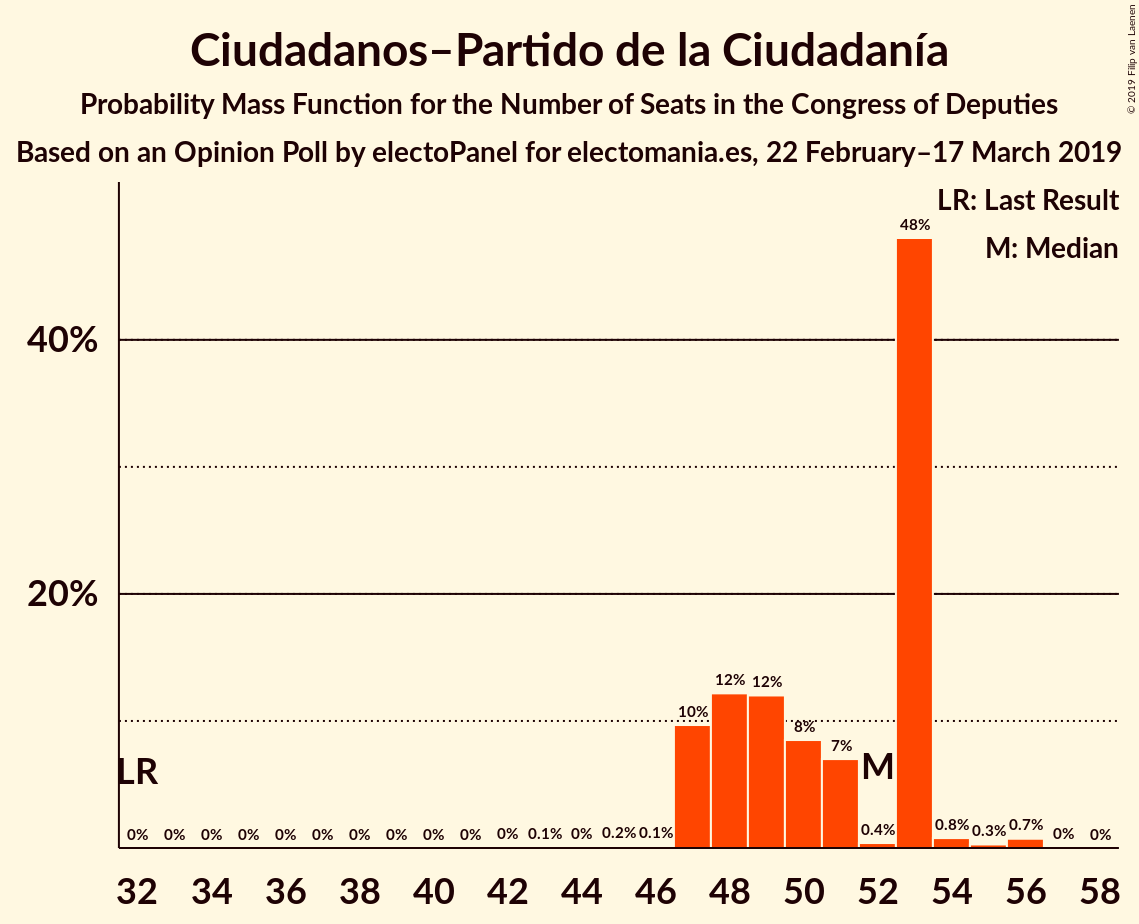 Ciudadanos–Partido de la Ciudadanía
Probability Mass Function for the Number of Seats in the Congress of Deputies
Based on an Opinion Poll by electoPanel for electomania.es, 22 February–17 March 2019
© 2019 Filip van Laenen
LR: Last Result
M: Median
48%
40%
20%
12% 12%
10%
8%
7%
LR
M
0% 0% 0% 0% 0% 0% 0% 0% 0% 0% 0% 0.1% 0% 0.2% 0.1% 0.4% 0.8% 0.3% 0.7% 0% 0%
32 34 36 38 40 42 44 46 48 50 52 54 56 58